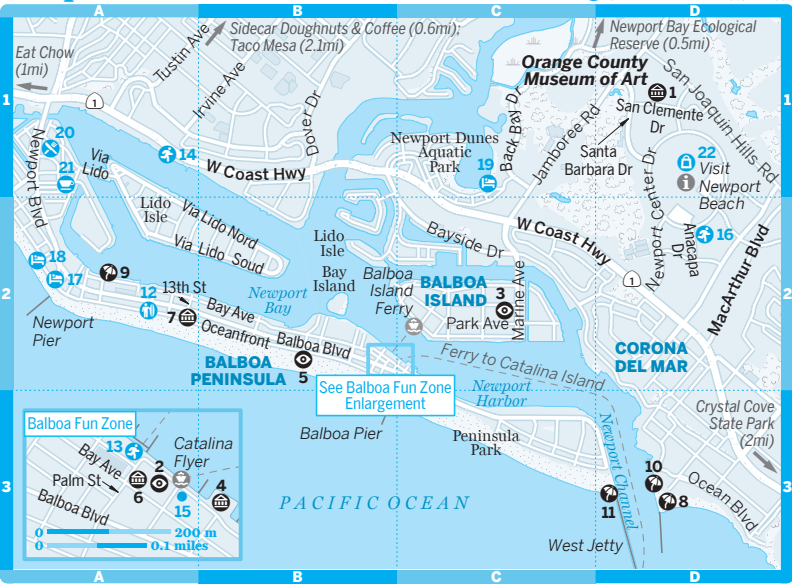 A
B
C
D
Eat Chow
(1mi)
Tustin Ave
Sidecar Doughnuts & Coffee (0.6mi);
Taco Mesa (2.1mi)
Newport Bay Ecological
Reserve (0.5mi)
Orange County
Museum of Art
1
1
1
1
Irvine Ave
Dover Dr
Back Bay Dr
Jamboree Rd
San Joaquin Hills Rd
San Clemente
Dr
Santa
Barbara Dr
20
21
Newport Blvd
Via
Lido
14
W Coast Hwy
Newport Dunes
Aquatic
Park
19
22
Visit
Newport
Beach
Newport Center Dr
Lido
Isle
Via Lido Nord
Via Lido Soud
Lido
Isle
Bay
Island
Bayside Dr
W Coast Hwy
Anacapa
Dr
16
MacArthur Blvd
1
2
2
18
17
9
12
13th St
7
Newport
Pier
Newport
Bay
Bay Ave
Oceanfront
Balboa Blvd
Balboa
Island
Ferry
BALBOA
ISLAND
3
Park Ave
Marine Ave
BALBOA
PENINSULA
5
Ferry to Catalina Island
CORONA
DEL MAR
See Balboa Fun Zone
Enlargement
Newport
Harbor
Balboa Pier
Peninsula
Park
Newport Channel
Crystal Cove
State Park
(2mi)
Balboa Fun Zone
13
Bay Ave
Catalina
Flyer
Palm St
2
6
15
4
Balboa Blvd
0
200 m
0
0.1 miles
3
3
PACIFIC OCEAN
10
8
Ocean Blvd
11
West Jetty
A
B
C
D